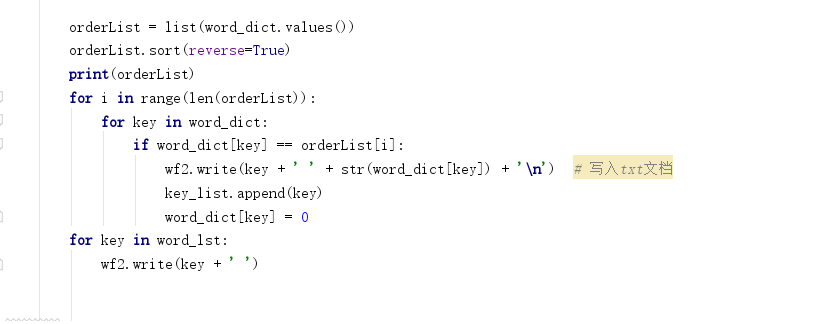 orderList = list(word_dict.values())
orderList.sort(reverse=True)
print(orderList)
for i in range(len(orderList)):
for key in word_dict:
if word_dict[key] == orderList[i]:
wf2.write(key + ' ' + str(word_dict[key]) + '\n')  # 写入txt文档
key_list.append(key)
word_dict[key] = 0
for key in word_lst:
wf2.write(key + ' ')